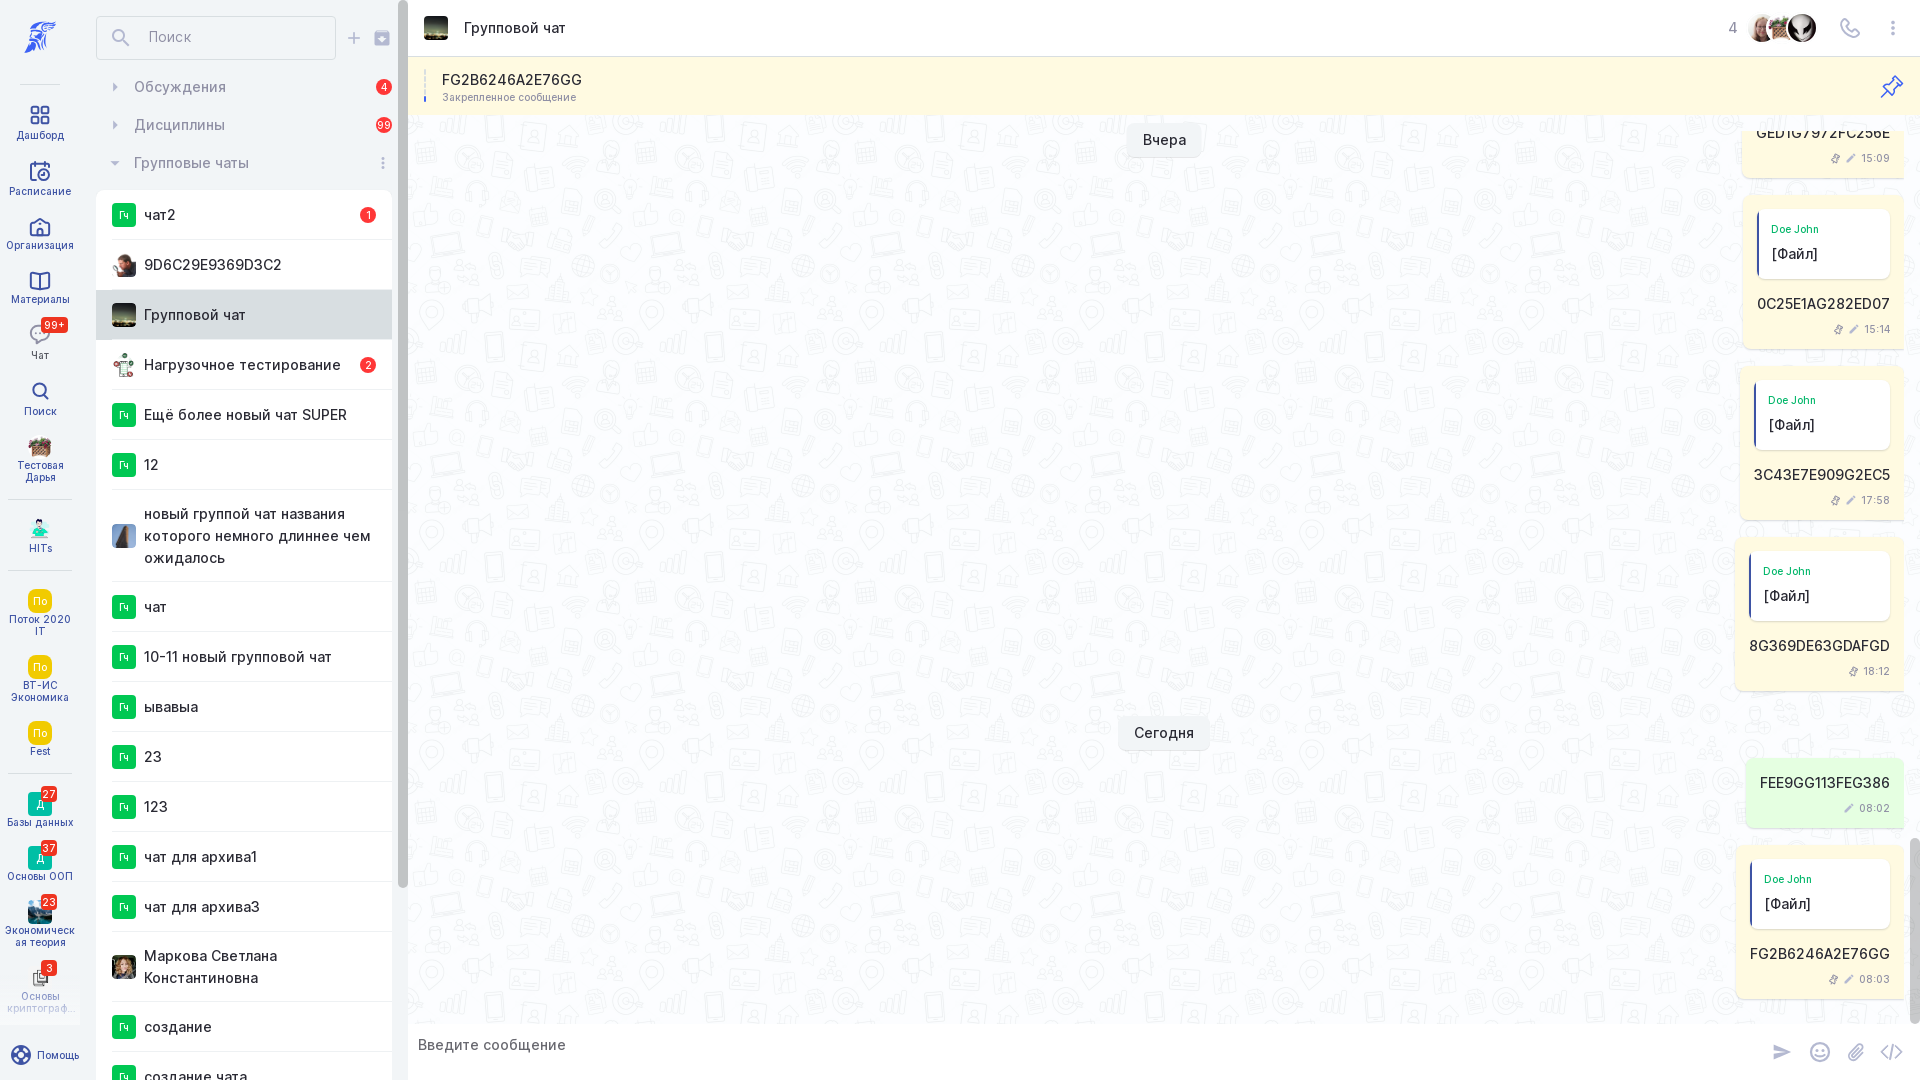 Дашборд
Расписание
Организация
Материалы
99+
Чат
Поиск
Тестовая
Дарья
HITs
По
Поток 2020
IT
По
ВТ-ИС
Экономика
По
Fest
27
Д
Базы данных
37
Д
Основы ООП
23
Экономическ
ая теория
3
Основы
криптограф...
Помощь
Поиск
Обсуждения
4
Дисциплины
99
Групповые чаты
Гч
чат2
1
9D6C29E9369D3C2
Групповой чат
Нагрузочное тестирование
2
Гч
Ещё более новый чат SUPER
Гч
12
новый группой чат названия
которого немного длиннее чем
ожидалось
Гч
чат
Гч
10-11 новый групповой чат
Гч
ывавыа
Гч
23
Гч
123
Гч
чат для архива1
Гч
чат для архива3
Маркова Светлана
Константиновна
Гч
создание
Гч
создание чата
Групповой чат
4
FG2B6246A2E76GG
Закрепленное сообщение
Вчера
GED1G7972FC256E
15:09
Doe John
[Файл]
0C25E1AG282ED07
15:14
Doe John
[Файл]
3C43E7E909G2EC5
17:58
Doe John
[Файл]
8G369DE63GDAFGD
18:12
Сегодня
FEE9GG113FEG386
08:02
Doe John
[Файл]
FG2B6246A2E76GG
08:03
Введите сообщение